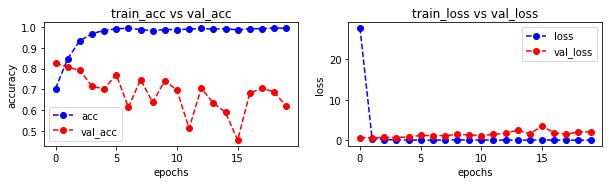 train_acc vs val_acc
accuracy
1.0
0.9
0.8
0.7
0.6
0.5
acc
val_acc
0
5
10
15
epochs
train_loss vs val_loss
loss
20
10
0
loss
val_loss
0
5
10
15
epochs